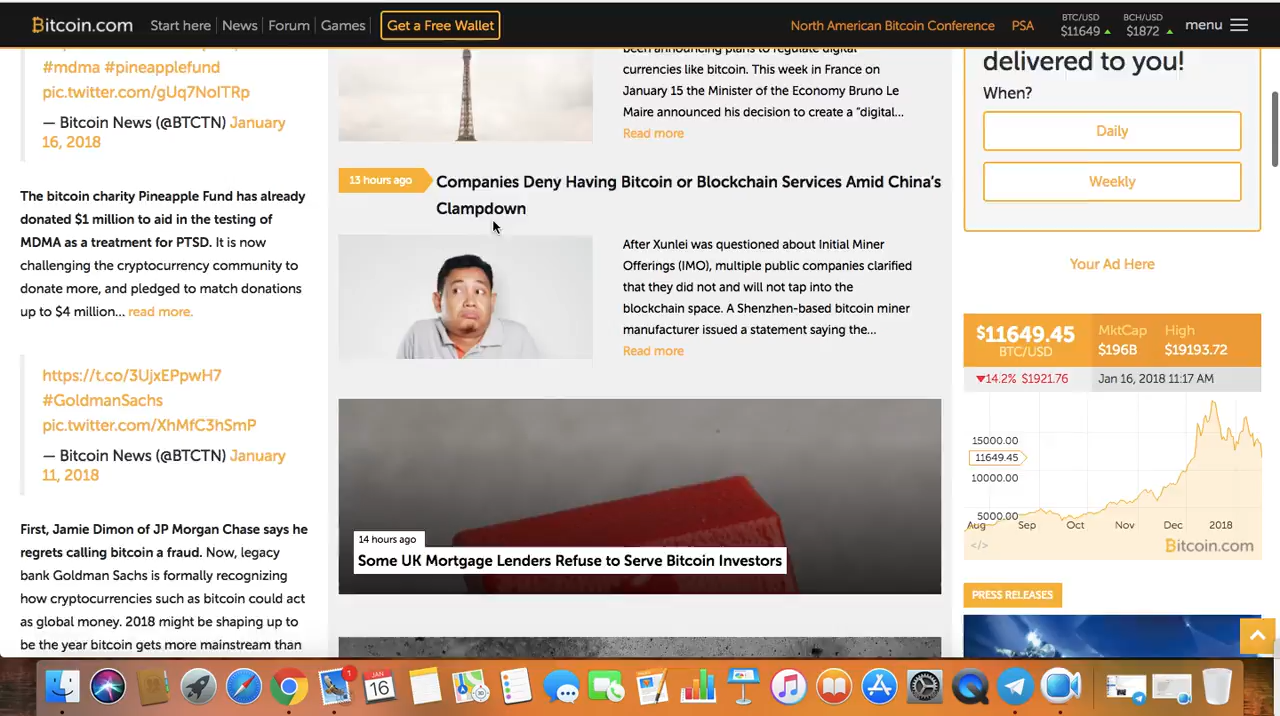 Bitcoin.com
Start here
News
Forum
Games
Get a Free Wallet
North American Bitcoin Conference
PSA
BTC/USD
$11649
BCH/USD
$1872
menu
#mdma #pineapplefund
pic.twitter.com/gUq7NolTRp
— Bitcoin News (@BTCTN) January
16, 2018
The bitcoin charity Pineapple Fund has already
donated $1 million to aid in the testing of
MDMA as a treatment for PTSD. It is now
challenging the cryptocurrency community to
donate more, and pledged to match donations
up to $4 million... read more.
https://t.co/3UjxEPpwH7
#GoldmanSachs
pic.twitter.com/XhMfC3hSmP
— Bitcoin News (@BTCTN) January
11, 2018
First, Jamie Dimon of JP Morgan Chase says he
regrets calling bitcoin a fraud. Now, legacy
bank Goldman Sachs is formally recognizing
how cryptocurrencies such as bitcoin could act
as global money. 2018 might be shaping up to
be the year bitcoin gets more mainstream than
been announcing plans to regulate digital
currencies like bitcoin. This week in France on
January 15 the Minister of the Economy Bruno Le
Maire announced his decision to create a “digital...
Read more
13 hours ago
Companies Deny Having Bitcoin or Blockchain Services Amid China’s
Clampdown
After Xunlei was questioned about Initial Miner
Offerings (IMO), multiple public companies clarified
that they did not and will not tap into the
blockchain space. A Shenzhen-based bitcoin miner
manufacturer issued a statement saying the...
Read more
14 hours ago
Some UK Mortgage Lenders Refuse to Serve Bitcoin Investors
delivered to you!
When?
Daily
Weekly
Your Ad Here
$11649.45
BTC/USD
MktCap
$196B
High
$19193.72
14.2% $1921.76
Jan 16, 2018 11:17 AM
15000.00
11649.45
10000.00
5000.00
Aug Sep Oct Nov Dec 2018
</>
Bitcoin.com
PRESS RELEASES
1
JAN
16